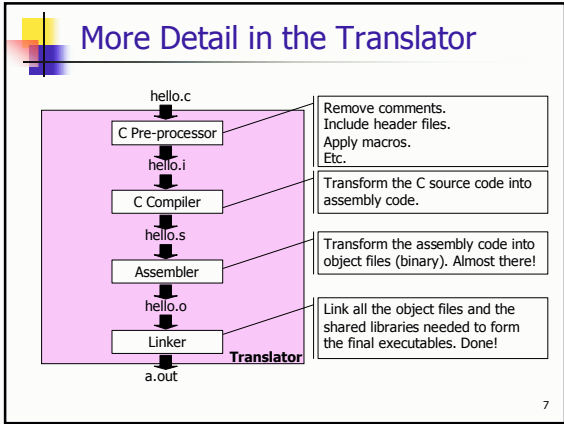 More Detail in the Translator
hello.c
C Pre-processor
Remove comments.
Include header files.
Apply macros.
Etc.
hello.i
C Compiler
Transform the C source code into
assembly code.
hello.s
Assembler
Transform the assembly code into
object files (binary). Almost there!
hello.o
Linker
Link all the object files and the
shared libraries needed to form
the final executables. Done!
Translator
a.out
7